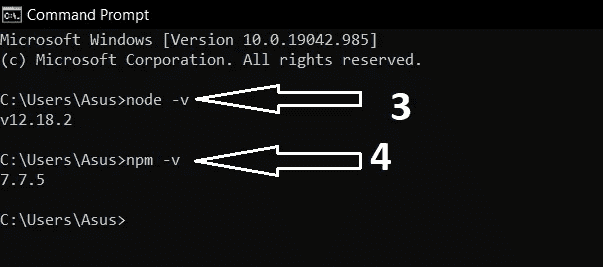 Command Prompt
Microsoft Windows [Version 10.0.19042.985]
(c) Microsoft Corporation. All rights reserved.
C:\Users\Asus>node -v
3
v12.18.2
C:\Users\Asus>npm -v
4
7.7.5
C:\Users\Asus>